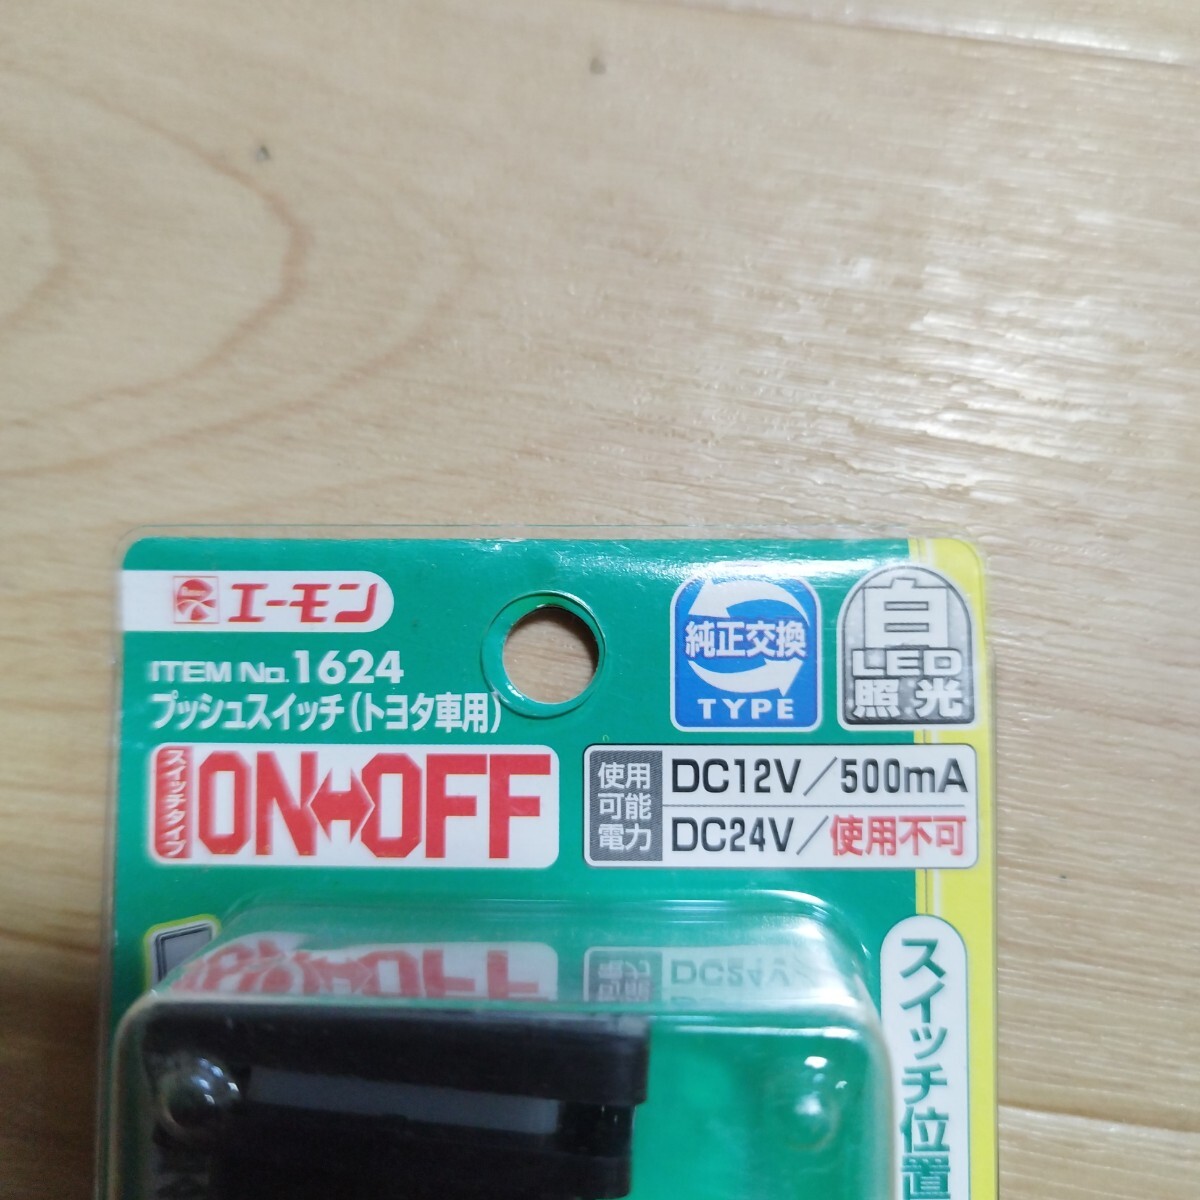 エーモン
ITEM No.1624
プッシュスイッチ(トヨタ車用)
スイッチタイプ
ON↔OFF
純正交換
TYPE
白
LED
照光
使用
可能
電力
DC12V/500mA
DC24V/使用不可
スイッチ位置